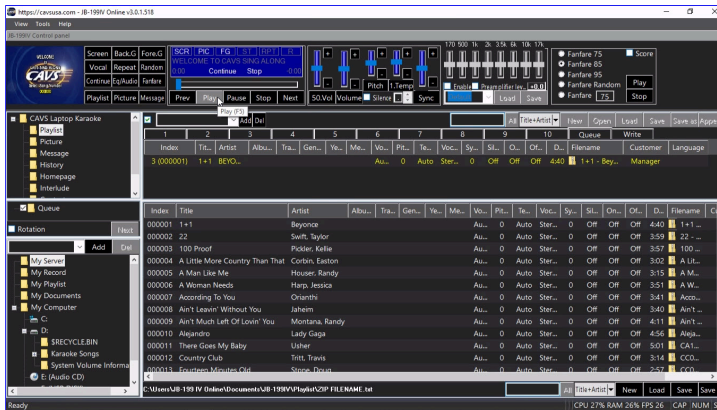 https://cavsusa.com - JB-199IV Online v3.0.1.518
View Tools Help
JB-199IV Control panel
WELCOME
CAVS
Screen Back.G Fore.G
Vocal Repeat Random
Continue Eq/Audio Fanfare
Playlist Picture Message
SCR PIC FG ST RPT R
WELCOME TO CAVS SING ALONG
0:00 Continue Stop -0:00
Prev Play Pause Stop Next
Play (F5)
50.Vol Volume Silence Pitch 1.Temp Sync
170 500 1k 2k 3.5k 6k 10k 17k
Enable Preamplifier lev.. +0.0
Load Save
Fanfare 75
Fanfare 85
Fanfare 95
Fanfare Random
Fanfare 75
Score
Play
Stop
CAVS Laptop Karaoke
Playlist
Picture
Message
History
Homepage
Interlude
Queue
Rotation Next
Add Del
My Server
My Record
My Playlist
My Documents
My Computer
C:
D:
$RECYCLE.BIN
Karaoke Songs
System Volume Informa
E: (Audio CD)
Add Del All Title+Artist New Open Load Save Save as Appe
1 2 3 4 5 6 7 8 9 10 Queue Write
Index Tit... Artist Albu... Tra... Gen... Ye... Me... Vo... Pit... Te... Voc... Sy... Sil... O... Of... D... Filename Customer Language
3 (000001) 1+1 BEYO... Au... 0 Auto Ster... 0 Off Off 4:40 1+1 - Bey... Manager
Index Title Artist Albu... Tra... Gen... Ye... Me... Vo... Pit... Te... Voc... Sy... Sil... On... Of... D... Filename
000001 1+1 Beyonce Au... 0 Auto Ster... 0 Off Off Off 4:40 1+1 ...
000002 22 Swift, Taylor Au... 0 Auto Ster... 0 Off Off Off 3:59 22 - ...
000003 100 Proof Pickler, Kellie Au... 0 Auto Ster... 0 Off Off Off 3:57 100 ...
000004 A Little More Country Than That Corbin, Easton Au... 0 Auto Ster... 0 Off Off Off 3:02 A Lit...
000005 A Man Like Me Houser, Randy Au... 0 Auto Ster... 0 Off Off Off 3:15 A M...
000006 A Woman Needs Harp, Jessica Au... 0 Auto Ster... 0 Off Off Off 3:51 A W...
000007 According To You Orianthi Au... 0 Auto Ster... 0 Off Off Off 3:41 Acco...
000008 Ain't Leavin' Without You Jaheim Au... 0 Auto Ster... 0 Off Off Off 3:40 Ain't ...
000009 Ain't Much Left Of Lovin' You Montana, Randy Au... 0 Auto Ster... 0 Off Off Off 4:11 Ain't ...
000010 Alejandro Lady Gaga Au... 0 Auto Ster... 0 Off Off Off 4:56 Aleja...
000011 There Goes My Baby Usher Au... 0 Auto Ster... 0 Off Off Off 5:01 CA1...
000012 Country Club Tritt, Travis Au... 0 Auto Ster... 0 Off Off Off 3:14 CC0...
000013 Fourteen Minutes Old Stone, Doug Au... 0 Auto Ster... 0 Off Off Off 2:57 CC0...
C:\Users\JB-199 IV Online\Documents\JB-199IV\Playlist\ZIP FILENAME.txt
All Title+Artist New Load Save Save
Ready
CPU 27% RAM 26% FPS 26 CAP NUM S